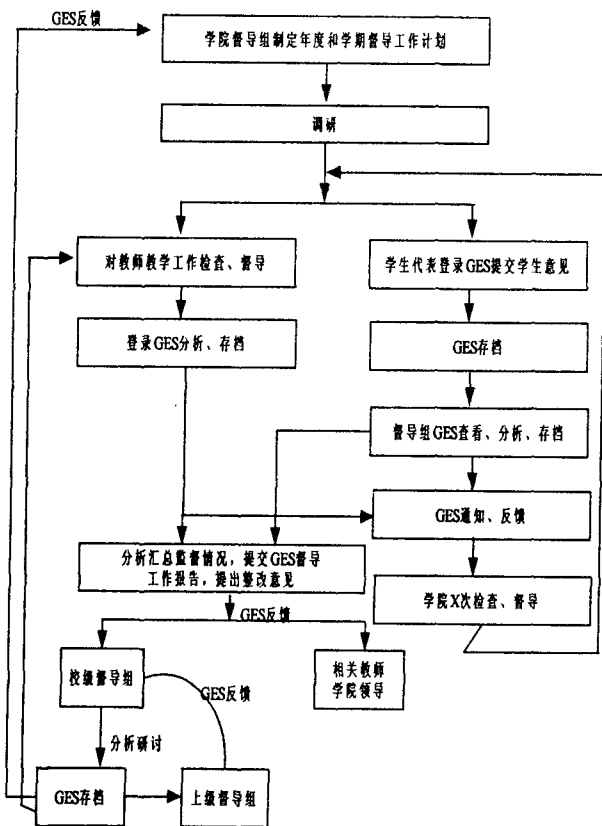 GES反馈
学院督导组制定年度和学期督导工作计划
调研
对教师教学工作检查、督导
学生代表登录GES提交学生意见
登录GES分析、存档
GES存档
督导组GES查看、分析、存档
GES通知、反馈
分析汇总监督情况，提交GES督导
工作报告，提出整改意见
学院X次检查、督导
GES反馈
校级督导组
相关教师
学院领导
GES反馈
分析研讨
GES存档
上级督导组